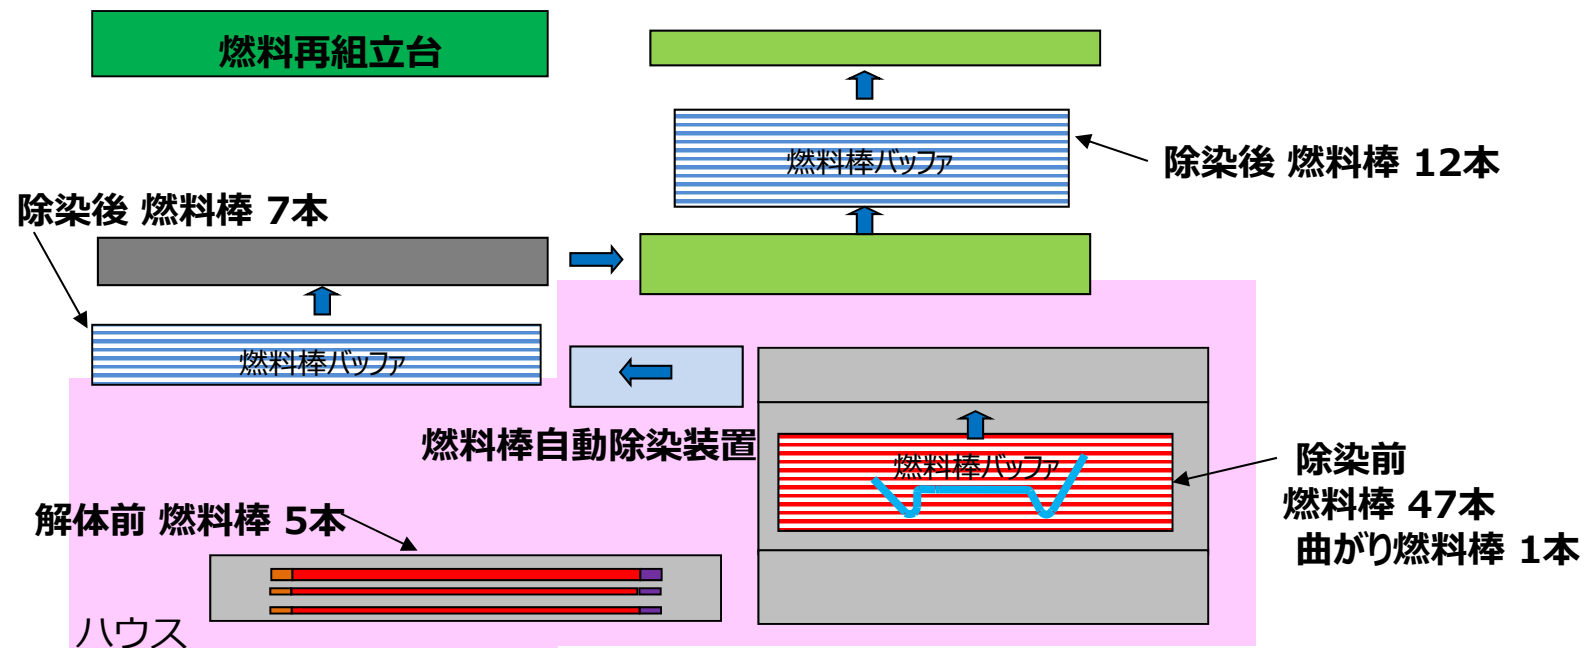 燃料再組立台
燃料棒バッファ
除染後 燃料棒 12本
除染後 燃料棒 7本
燃料棒バッファ
燃料棒自動除染装置
燃料棒バッファ
除染前
燃料棒 47本
曲がり燃料棒 1本
解体前 燃料棒 5本
ハウス